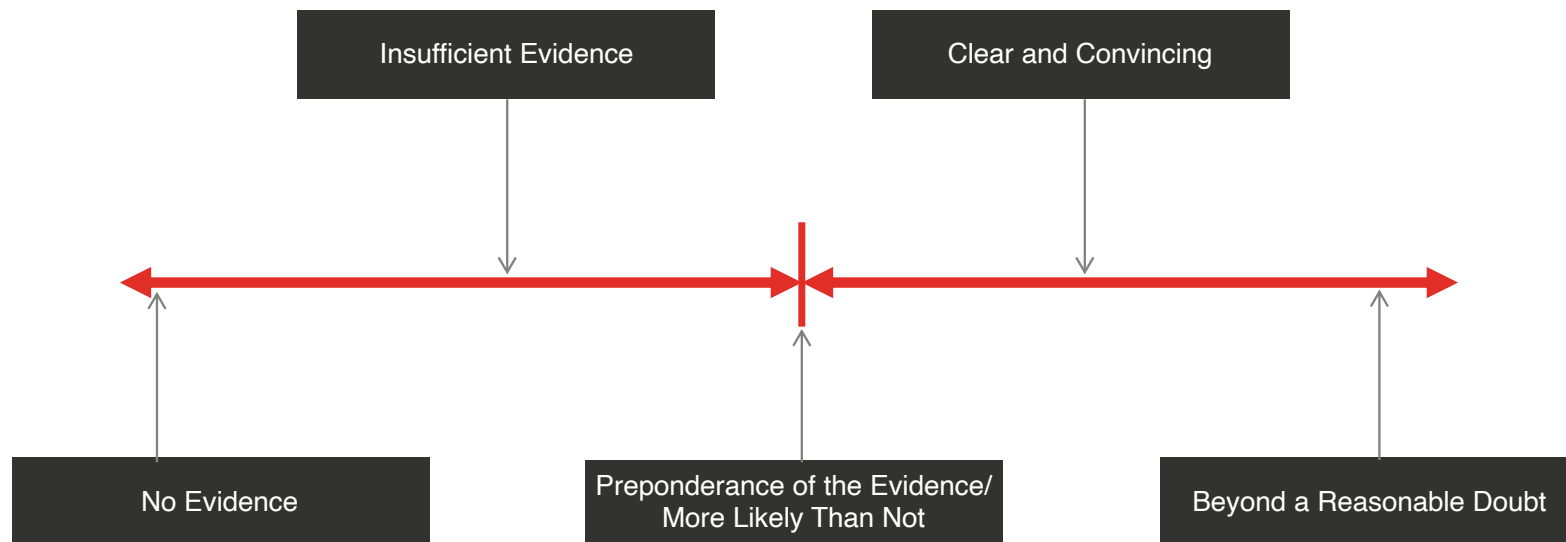 Insufficient Evidence
Clear and Convincing
No Evidence
Preponderance of the Evidence/
More Likely Than Not
Beyond a Reasonable Doubt